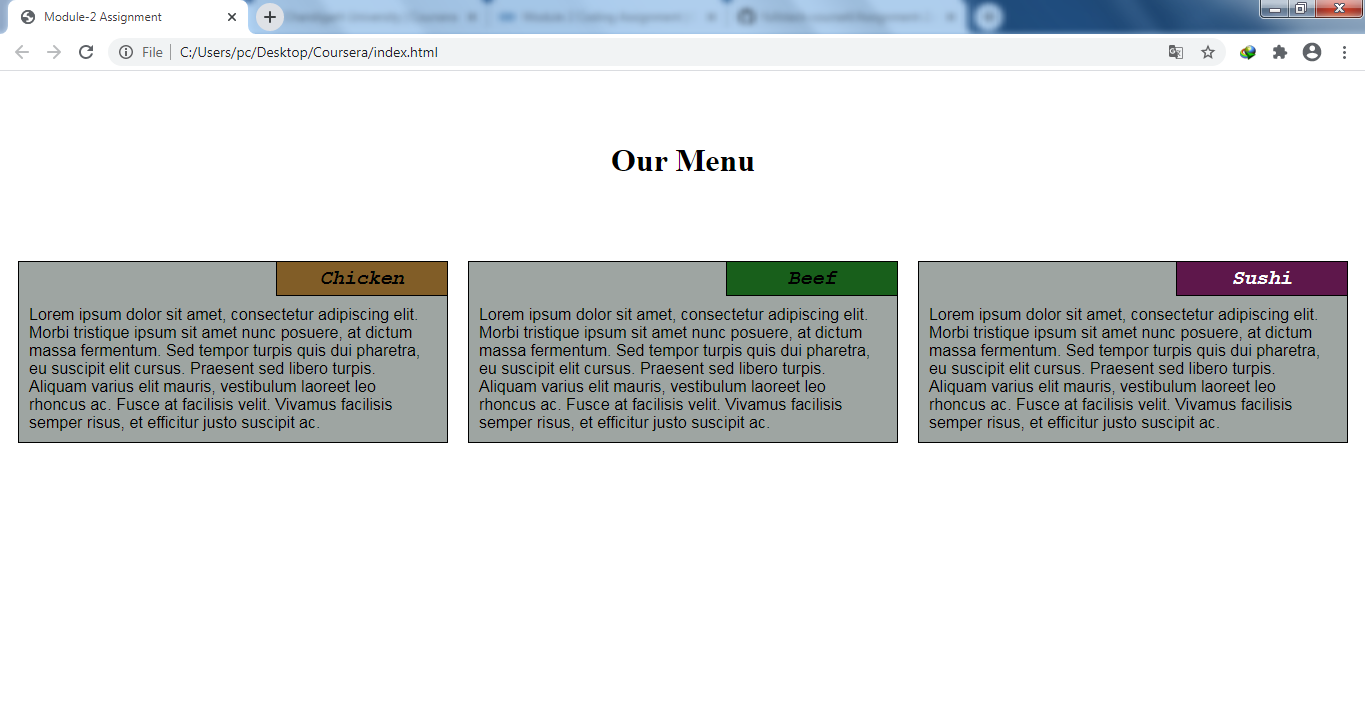 Module-2 Assignment
File
C:/Users/pc/Desktop/Coursera/index.html
Our Menu
Chicken
Lorem ipsum dolor sit amet, consectetur adipiscing elit.
Morbi tristique ipsum sit amet nunc posuere, at dictum
massa fermentum. Sed tempor turpis quis dui pharetra,
eu suscipit elit cursus. Praesent sed libero turpis.
Aliquam varius elit mauris, vestibulum laoreet leo
rhoncus ac. Fusce at facilisis velit. Vivamus facilisis
semper risus, et efficitur justo suscipit ac.
Beef
Lorem ipsum dolor sit amet, consectetur adipiscing elit.
Morbi tristique ipsum sit amet nunc posuere, at dictum
massa fermentum. Sed tempor turpis quis dui pharetra,
eu suscipit elit cursus. Praesent sed libero turpis.
Aliquam varius elit mauris, vestibulum laoreet leo
rhoncus ac. Fusce at facilisis velit. Vivamus facilisis
semper risus, et efficitur justo suscipit ac.
Sushi
Lorem ipsum dolor sit amet, consectetur adipiscing elit.
Morbi tristique ipsum sit amet nunc posuere, at dictum
massa fermentum. Sed tempor turpis quis dui pharetra,
eu suscipit elit cursus. Praesent sed libero turpis.
Aliquam varius elit mauris, vestibulum laoreet leo
rhoncus ac. Fusce at facilisis velit. Vivamus facilisis
semper risus, et efficitur justo suscipit ac.